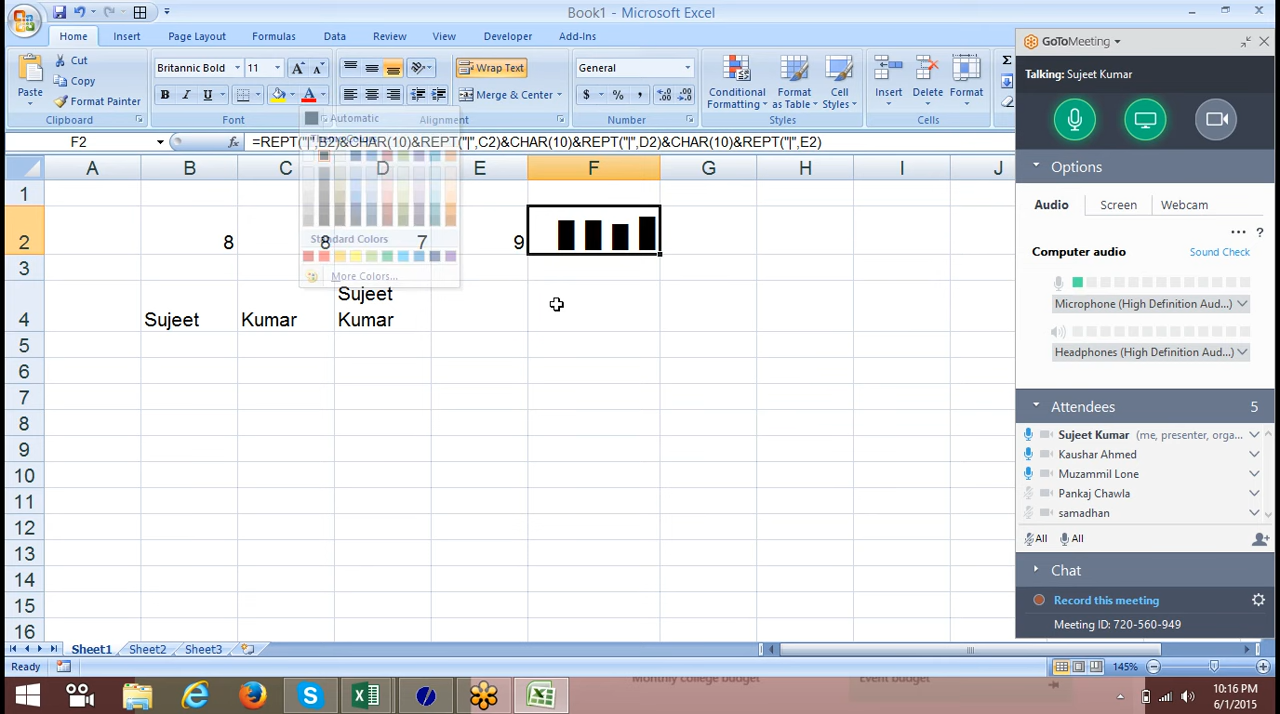 Book1 - Microsoft Excel
Home Insert Page Layout Formulas Data Review View Developer Add-Ins
Paste
Cut
Copy
Format Painter
Clipboard
Britannic Bold 11
B I U
Font
Wrap Text
Merge & Center
Alignment
General
$ % ,
Number
Conditional Formatting
Format as Table
Cell Styles
Styles
Insert Delete Format
Cells
F2 fx =REPT("|",B2)&CHAR(10)&REPT("|",C2)&CHAR(10)&REPT("|",D2)&CHAR(10)&REPT("|",E2)
Automatic
Standard Colors
More Colors...
A B C D E F G H I J
1
2 8 8 7 9
3
4 Sujeet Kumar Sujeet Kumar
5
6
7
8
9
10
11
12
13
14
15
16
Sheet1 Sheet2 Sheet3
Ready 145%
GoToMeeting
Talking: Sujeet Kumar
Options
Audio Screen Webcam
Computer audio Sound Check
Microphone (High Definition Aud...)
Headphones (High Definition Aud...)
Attendees 5
Sujeet Kumar (me, presenter, orga...
Kaushar Ahmed
Muzammil Lone
Pankaj Chawla
samadhan
All All
Chat
Record this meeting
Meeting ID: 720-560-949
Monthly college budget Event budget
10:16 PM
6/1/2015